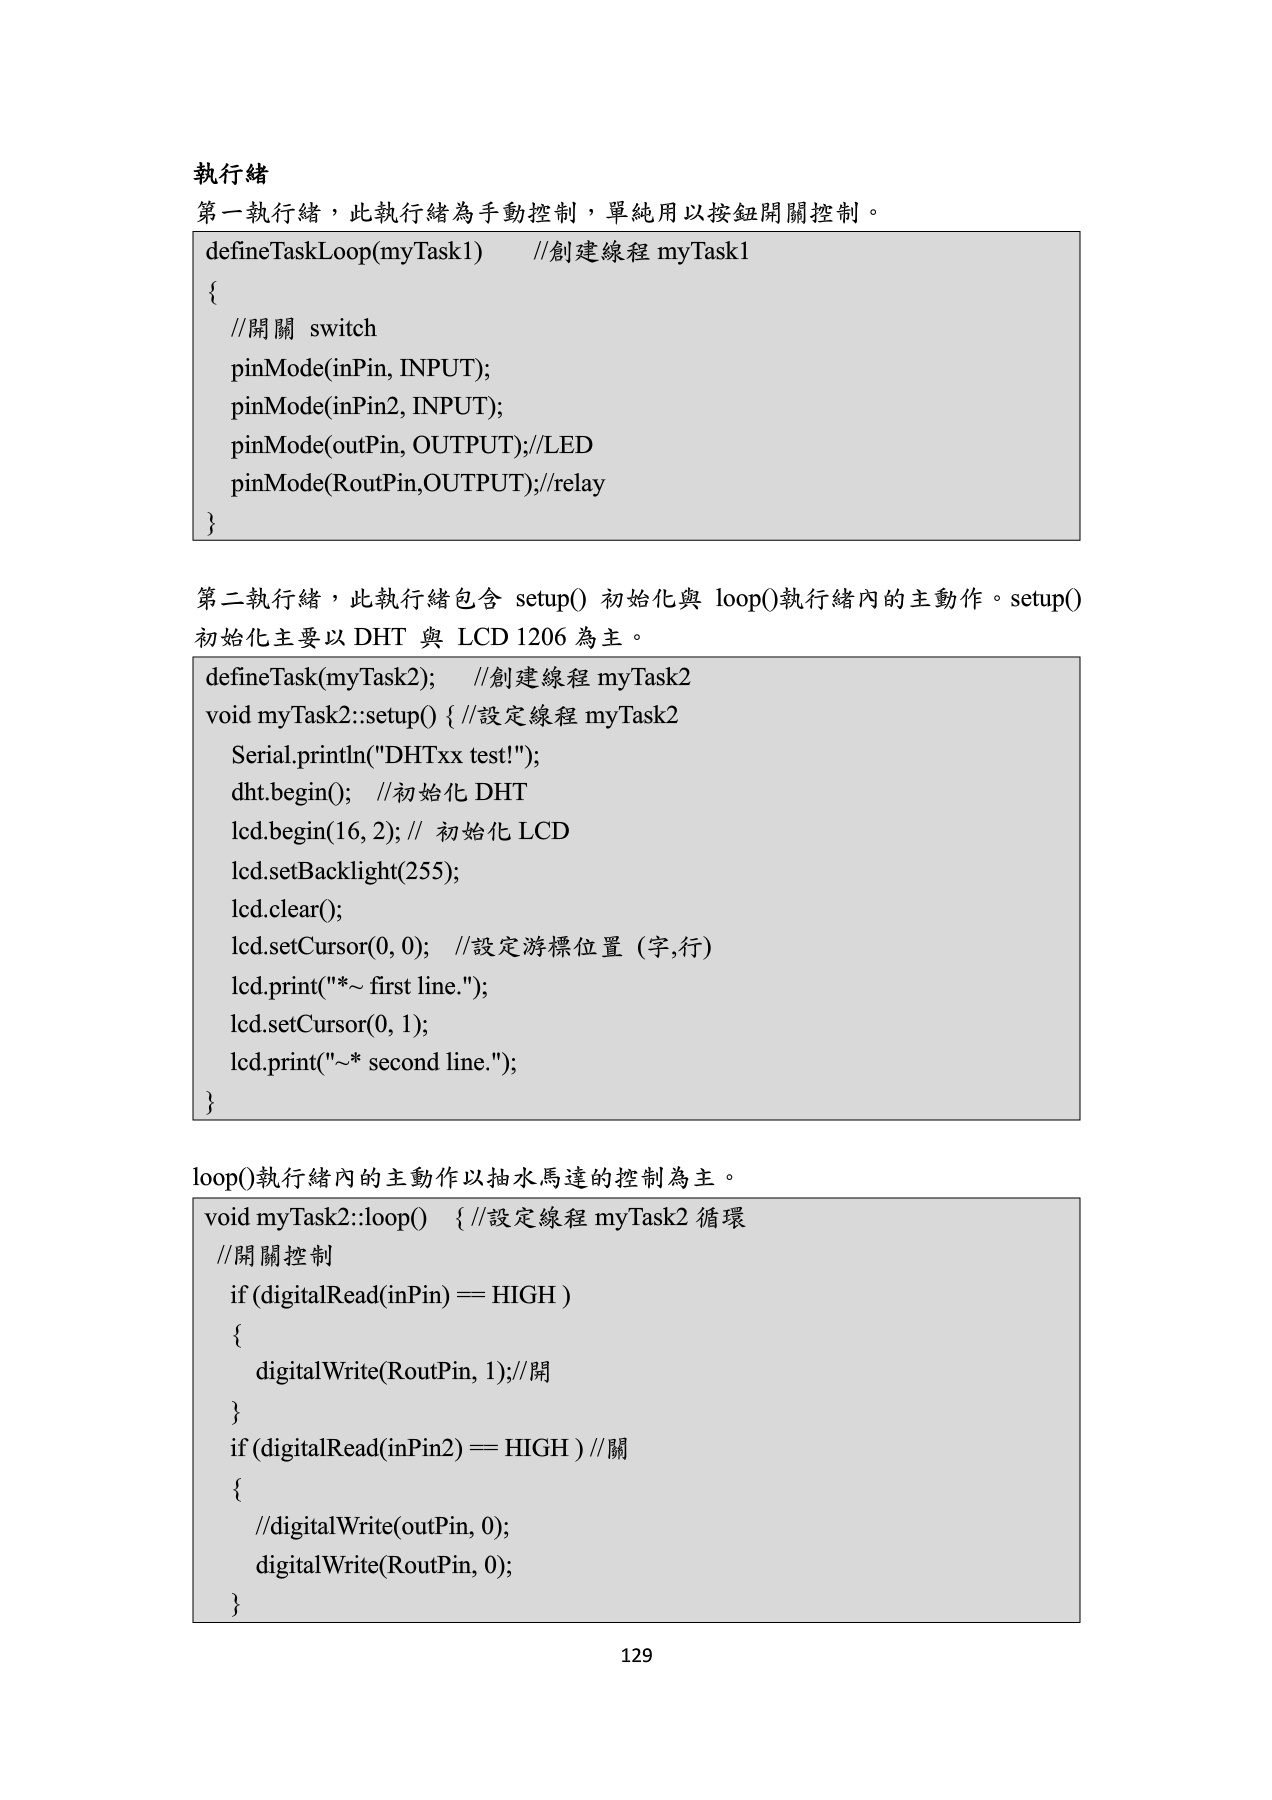 執行緒
第一執行緒，此執行緒為手動控制，單純用以按鈕開關控制。
defineTaskLoop(myTask1)　　//創建線程 myTask1
{
//開關 switch
pinMode(inPin, INPUT);
pinMode(inPin2, INPUT);
pinMode(outPin, OUTPUT);//LED
pinMode(RoutPin,OUTPUT);//relay
}
第二執行緒，此執行緒包含 setup() 初始化與 loop()執行緒內的主動作。setup()
初始化主要以 DHT 與 LCD 1206 為主。
defineTask(myTask2);　//創建線程 myTask2
void myTask2::setup() { //設定線程 myTask2
Serial.println("DHTxx test!");
dht.begin();　//初始化 DHT
lcd.begin(16, 2); // 初始化 LCD
lcd.setBacklight(255);
lcd.clear();
lcd.setCursor(0, 0);　//設定游標位置 (字,行)
lcd.print("*~ first line.");
lcd.setCursor(0, 1);
lcd.print("~* second line.");
}
loop()執行緒內的主動作以抽水馬達的控制為主。
void myTask2::loop()　{ //設定線程 myTask2 循環
//開關控制
if (digitalRead(inPin) == HIGH )
{
digitalWrite(RoutPin, 1);//開
}
if (digitalRead(inPin2) == HIGH ) //關
{
//digitalWrite(outPin, 0);
digitalWrite(RoutPin, 0);
}
129